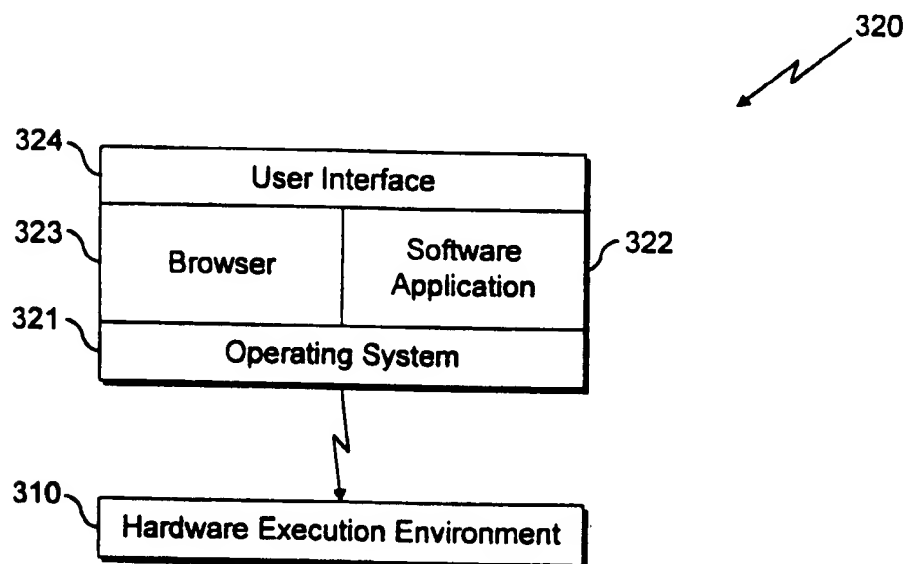 320
324
User Interface
323
Browser
Software
Application
322
321
Operating System
310
Hardware Execution Environment